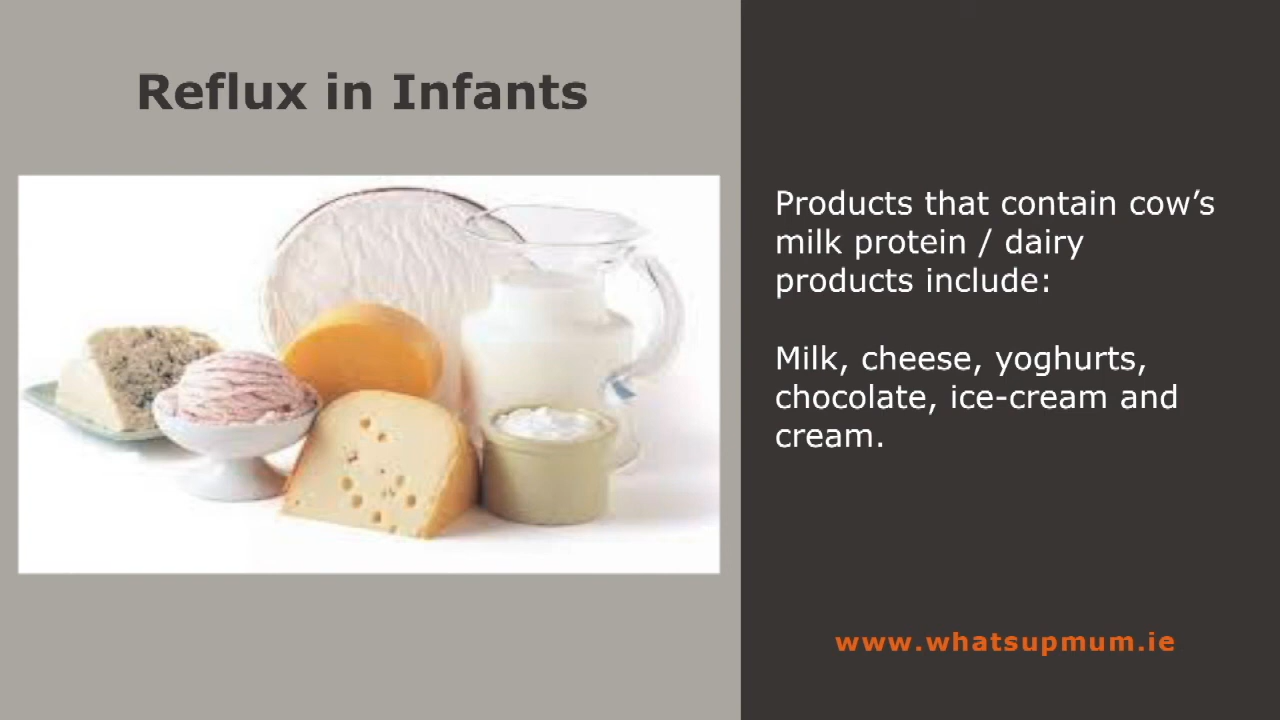 Reflux in Infants
Products that contain cow’s
milk protein / dairy
products include:
Milk, cheese, yoghurts,
chocolate, ice-cream and
cream.
www.whatsupmum.ie